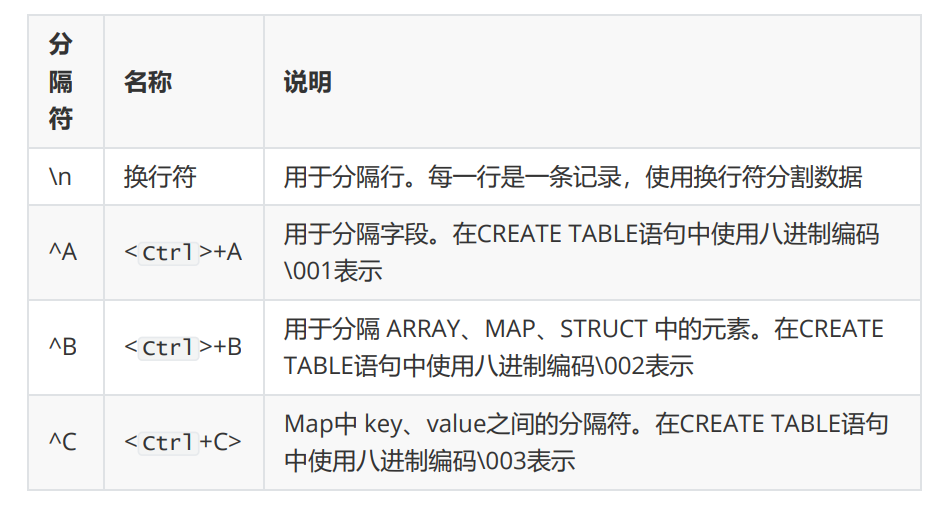 分
隔
符
名称
说明
\n
换行符
用于分隔行。每一行是一条记录，使用换行符分割数据
^A
<Ctrl>+A
用于分隔字段。在CREATE TABLE语句中使用八进制编码
\001表示
^B
<Ctrl>+B
用于分隔 ARRAY、MAP、STRUCT 中的元素。在CREATE
TABLE语句中使用八进制编码\002表示
^C
<Ctrl+C>
Map中 key、value之间的分隔符。在CREATE TABLE语句
中使用八进制编码\003表示